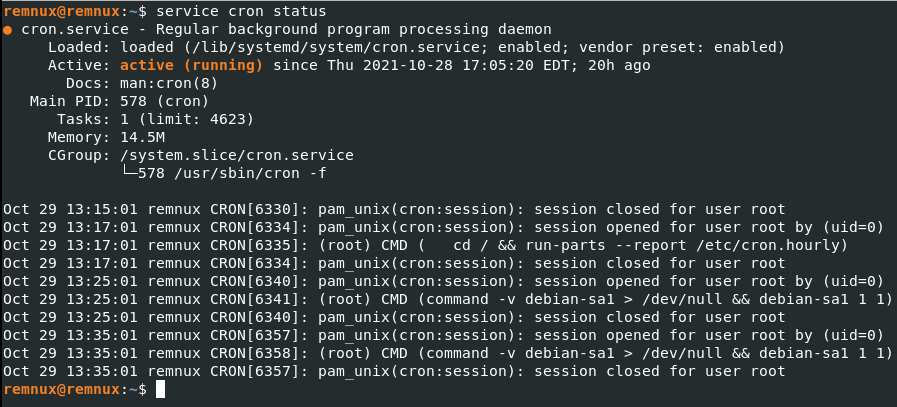 remnux@remnux:~$ service cron status
● cron.service - Regular background program processing daemon
     Loaded: loaded (/lib/systemd/system/cron.service; enabled; vendor preset: enabled)
     Active: active (running) since Thu 2021-10-28 17:05:20 EDT; 20h ago
       Docs: man:cron(8)
   Main PID: 578 (cron)
      Tasks: 1 (limit: 4623)
     Memory: 14.5M
     CGroup: /system.slice/cron.service
             └─578 /usr/sbin/cron -f

Oct 29 13:15:01 remnux CRON[6330]: pam_unix(cron:session): session closed for user root
Oct 29 13:17:01 remnux CRON[6334]: pam_unix(cron:session): session opened for user root by (uid=0)
Oct 29 13:17:01 remnux CRON[6335]: (root) CMD (   cd / && run-parts --report /etc/cron.hourly)
Oct 29 13:17:01 remnux CRON[6334]: pam_unix(cron:session): session closed for user root
Oct 29 13:25:01 remnux CRON[6340]: pam_unix(cron:session): session opened for user root by (uid=0)
Oct 29 13:25:01 remnux CRON[6341]: (root) CMD (command -v debian-sa1 > /dev/null && debian-sa1 1 1)
Oct 29 13:25:01 remnux CRON[6340]: pam_unix(cron:session): session closed for user root
Oct 29 13:35:01 remnux CRON[6357]: pam_unix(cron:session): session opened for user root by (uid=0)
Oct 29 13:35:01 remnux CRON[6358]: (root) CMD (command -v debian-sa1 > /dev/null && debian-sa1 1 1)
Oct 29 13:35:01 remnux CRON[6357]: pam_unix(cron:session): session closed for user root
remnux@remnux:~$